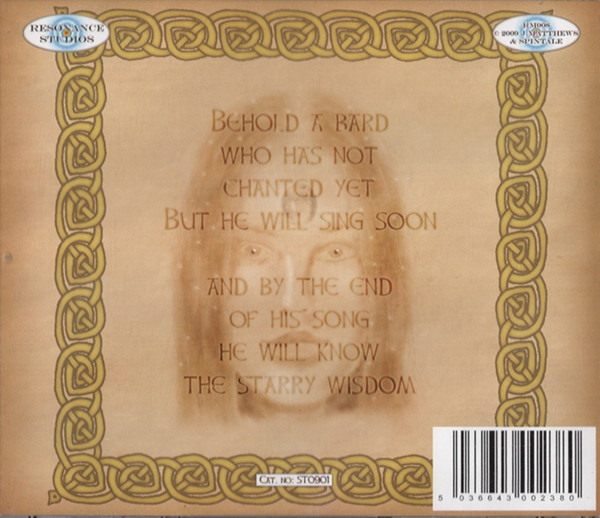 RESONANCE
STUDIOS
RM008
© 2009 J MATTHEWS
& SPINTALE
BEHOLD A BARD
WHO HAS NOT
CHANTED YET
BUT HE WILL SING SOON
AND BY THE END
OF HIS SONG
HE WILL KNOW
THE STARRY WISDOM
CAT. NO: ST0901
5 036643 002380